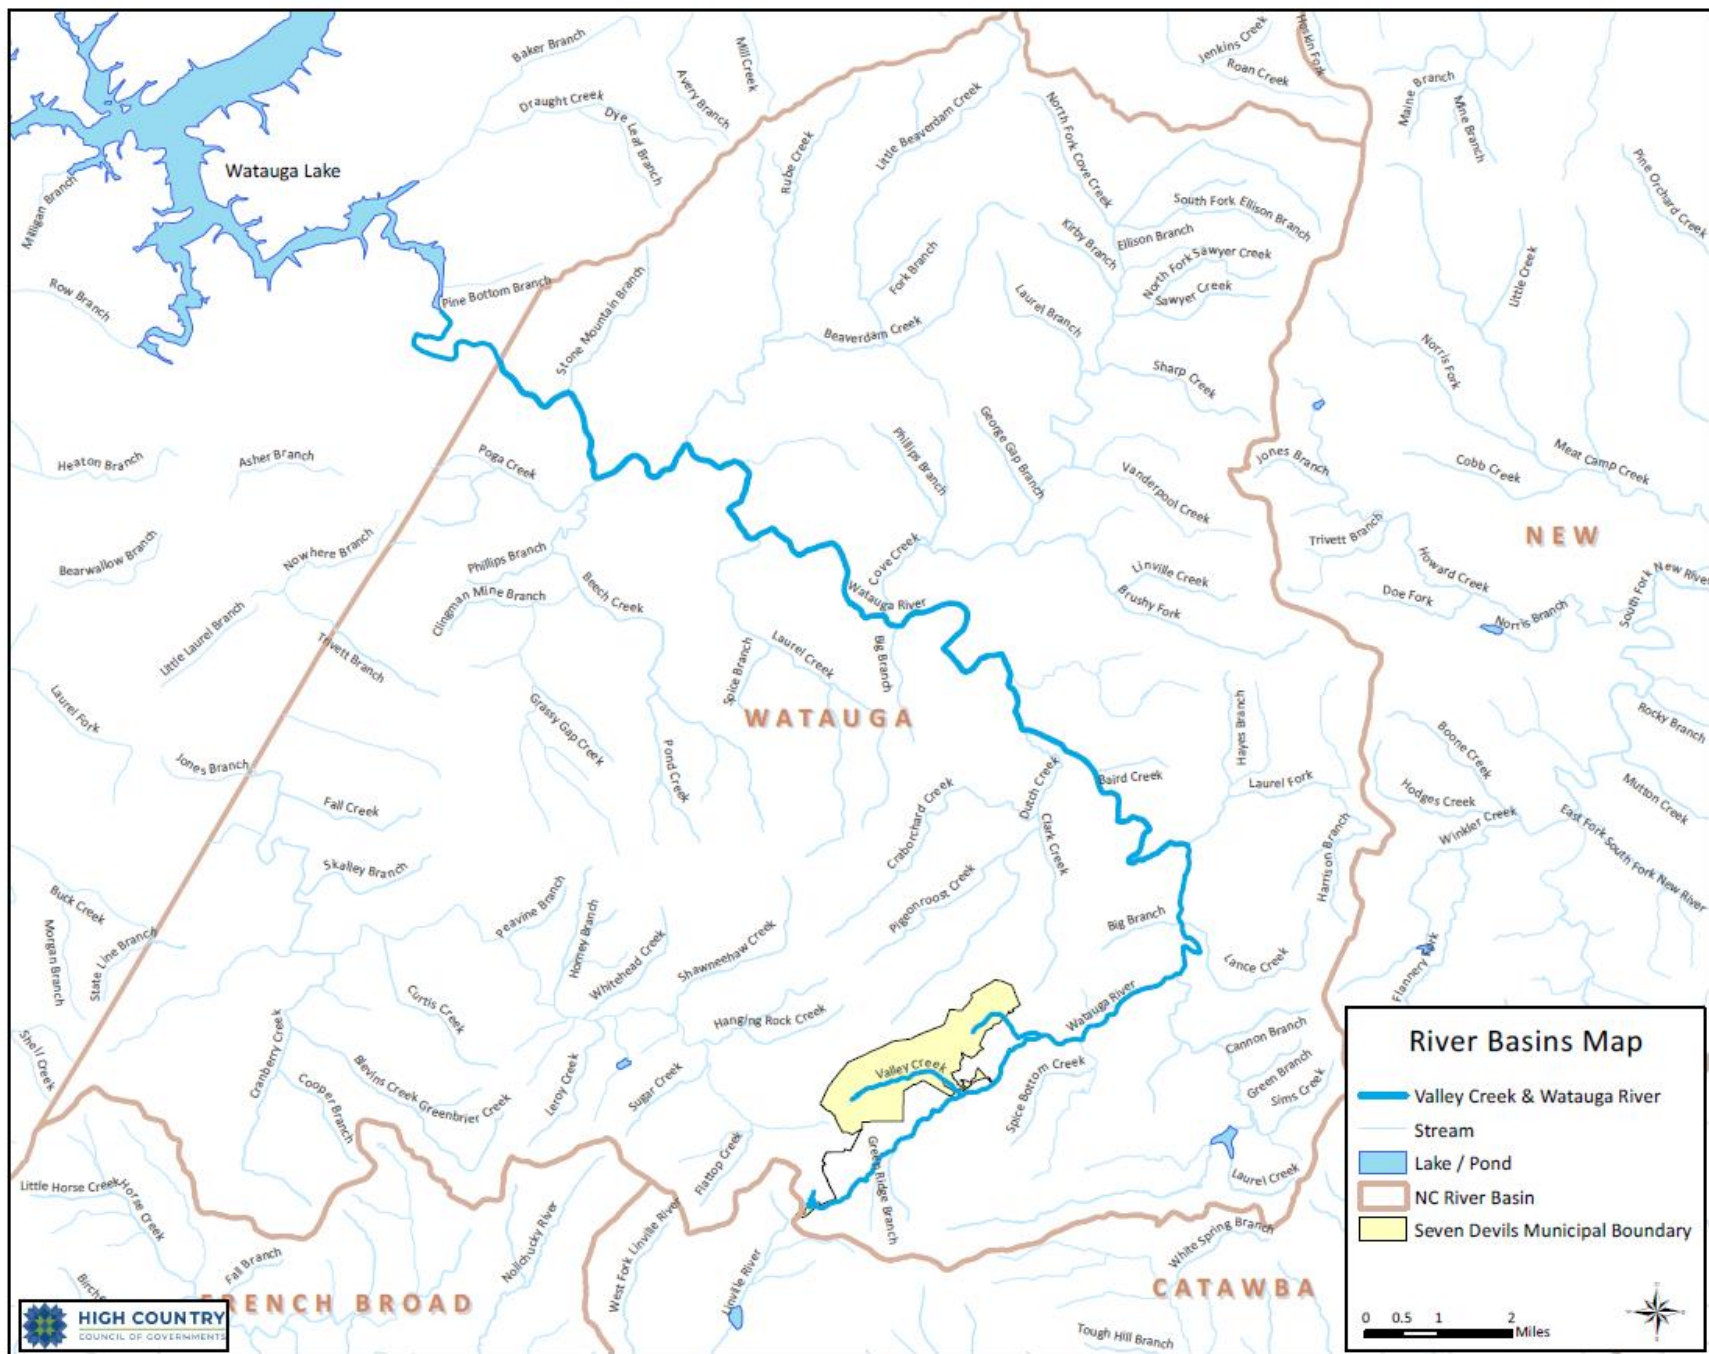 Baker Branch
Mill Creek
Avery Branch
Draught Creek
Dye Leaf Branch
Jenkins Creek
Roan Creek
Hoskin Fork
Maine Branch
Mine Branch
Pine Orchard Creek
Watauga Lake
Milligan Branch
Row Branch
Pine Bottom Branch
Stone Mountain Branch
Rube Creek
Little Beaverdam Creek
North Fork Cove Creek
South Fork Ellison Branch
Ellison Branch
Kirby Branch
North Fork Sawyer Creek
Sawyer Creek
Fork Branch
Laurel Branch
Beaverdam Creek
Little Creek
Norris Fork
Sharp Creek
Heaton Branch
Asher Branch
Poga Creek
Phillips Branch
George Gap Branch
Vanderpool Creek
Jones Branch
Cobb Creek
Meat Camp Creek
NEW
Trivett Branch
Howard Creek
Doe Fork
Norris Branch
South Fork New River
Bearwallow Branch
Nowhere Branch
Phillips Branch
Clingman Mine Branch
Beech Creek
Cove Creek
Watauga River
Linville Creek
Brushy Fork
Little Laurel Branch
Trivett Branch
Spice Branch
Laurel Creek
Big Branch
Laurel Fork
Grassy Gap Creek
WATAUGA
Hayes Branch
Boone Creek
Rocky Branch
Jones Branch
Pond Creek
Dutch Creek
Baird Creek
Laurel Fork
Hodges Creek
Winkler Creek
Mutton Creek
East Fork South Fork New River
Fall Creek
Craborchard Creek
Clark Creek
Harrison Branch
Skalley Branch
Pigeonroost Creek
Buck Creek
Morgan Branch
State Line Branch
Peavine Branch
Horney Branch
Whitehead Creek
Shawneehaw Creek
Big Branch
Lance Creek
Flannery Fork
Curtis Creek
Hanging Rock Creek
Watauga River
Cannon Branch
Shell Creek
Cranberry Creek
Blevins Creek
Greenbrier Creek
Cooper Branch
Leroy Creek
Sugar Creek
Valley Creek
Spice Bottom Creek
Green Branch
Sims Creek
Flattop Creek
Green Ridge Branch
Laurel Creek
Little Horse Creek
Horse Creek
Fall Branch
Nolichucky River
West Fork Linville River
Linville River
White Spring Branch
FRENCH BROAD
CATAWBA
Tough Hill Branch
River Basins Map
Valley Creek & Watauga River
Stream
Lake / Pond
NC River Basin
Seven Devils Municipal Boundary
0 0.5 1 2
Miles
HIGH COUNTRY
COUNCIL OF GOVERNMENTS